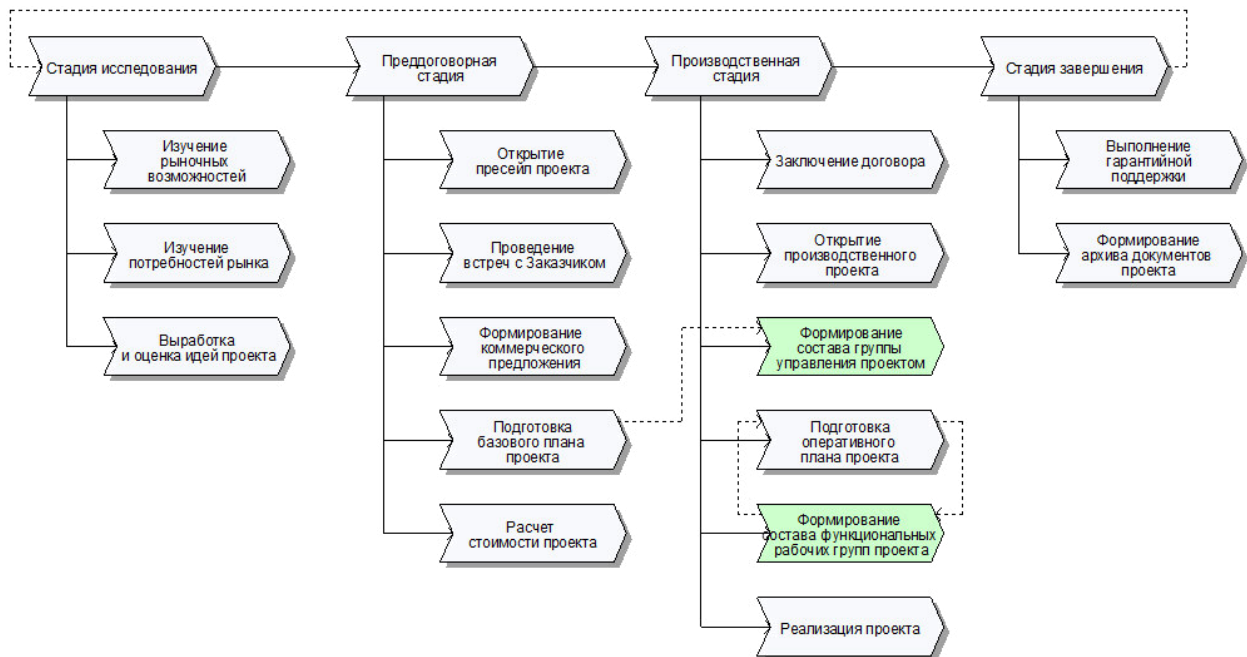 Стадия исследования
Преддоговорная
стадия
Производственная
стадия
Стадия завершения
Изучение
рыночных
возможностей
Изучение
потребностей рынка
Выработка
и оценка идей проекта
Открытие
пресейл проекта
Проведение
встреч с Заказчиком
Формирование
коммерческого
предложения
Подготовка
базового плана
проекта
Расчет
стоимости проекта
Заключение договора
Открытие
производственного
проекта
Формирование
состава группы
управления проектом
Подготовка
оперативного
плана проекта
Формирование
состава функциональных
рабочих групп проекта
Реализация проекта
Выполнение
гарантийной
поддержки
Формирование
архива документов
проекта